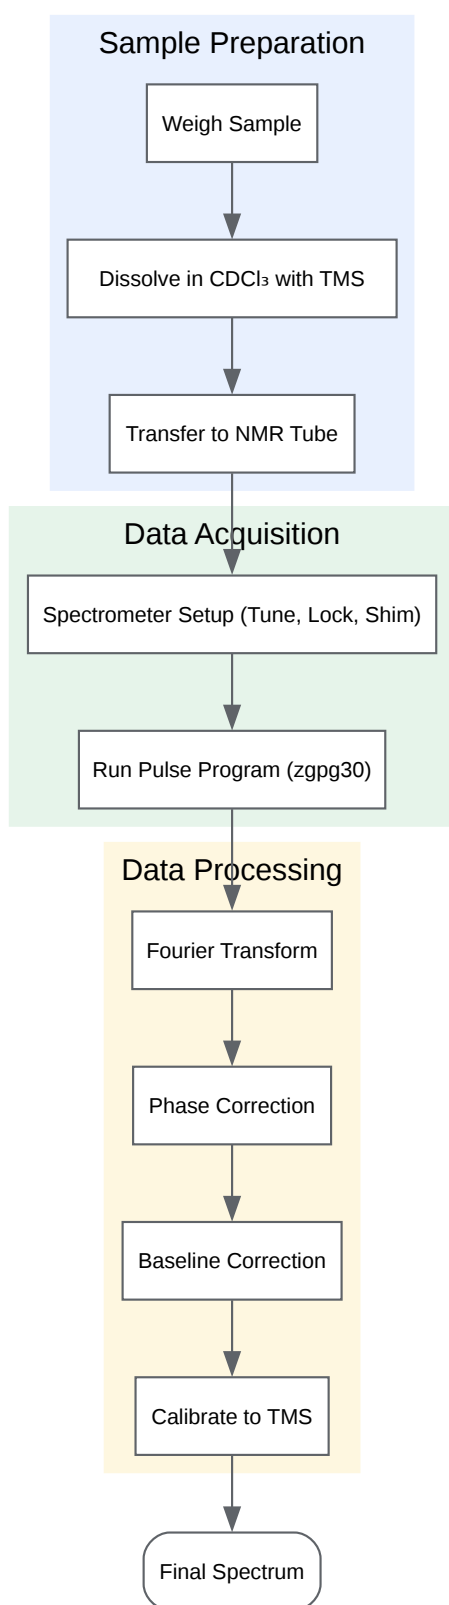 Sample Preparation
Weigh Sample
Dissolve in CDCl₃ with TMS
Transfer to NMR Tube
Data Acquisition
Spectrometer Setup (Tune, Lock, Shim)
Run Pulse Program (zgpg30)
Data Processing
Fourier Transform
Phase Correction
Baseline Correction
Calibrate to TMS
Final Spectrum